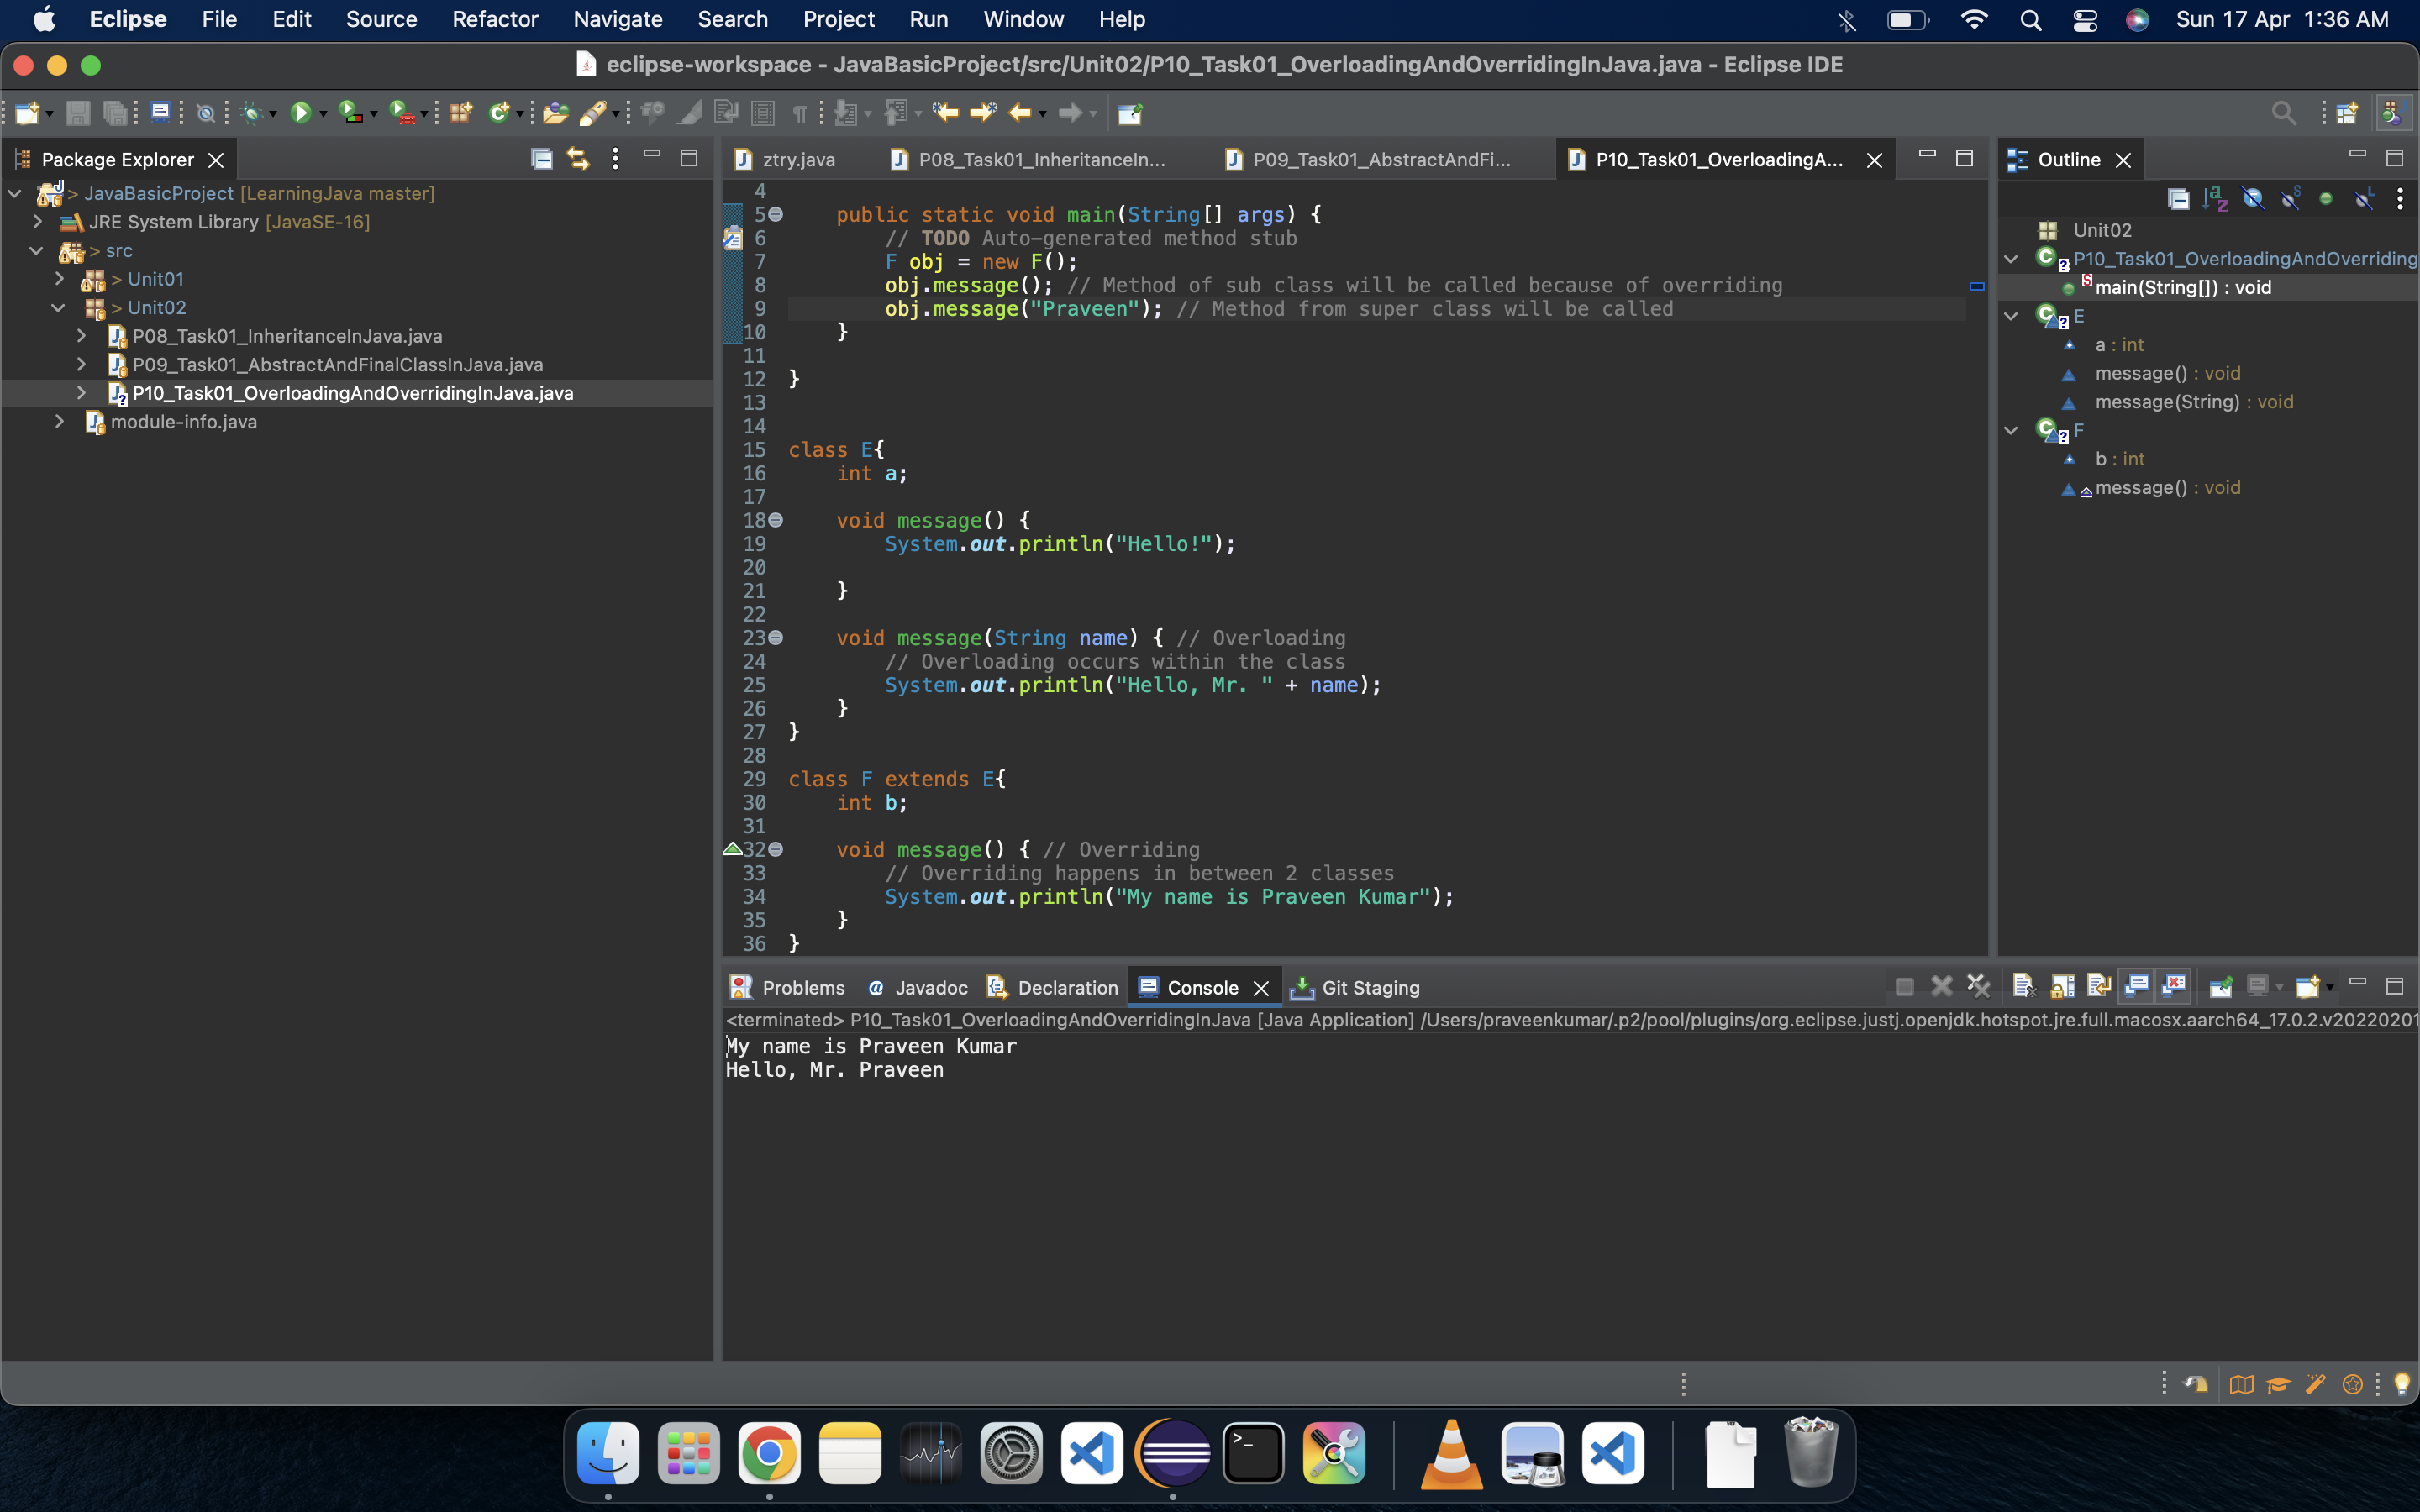 Eclipse File Edit Source Refactor Navigate Search Project Run Window Help Sun 17 Apr 1:36 AM
eclipse-workspace - JavaBasicProject/src/Unit02/P10_Task01_OverloadingAndOverridingInJava.java - Eclipse IDE
Package Explorer
> JavaBasicProject [LearningJava master]
JRE System Library [JavaSE-16]
> src
> Unit01
> Unit02
P08_Task01_InheritanceInJava.java
P09_Task01_AbstractAndFinalClassInJava.java
P10_Task01_OverloadingAndOverridingInJava.java
module-info.java
ztry.java P08_Task01_InheritanceIn... P09_Task01_AbstractAndFi... P10_Task01_OverloadingA...
4
5 public static void main(String[] args) {
6 // TODO Auto-generated method stub
7 F obj = new F();
8 obj.message(); // Method of sub class will be called because of overriding
9 obj.message("Praveen"); // Method from super class will be called
10 }
11
12 }
13
14
15 class E{
16 int a;
17
18 void message() {
19 System.out.println("Hello!");
20
21 }
22
23 void message(String name) { // Overloading
24 // Overloading occurs within the class
25 System.out.println("Hello, Mr. " + name);
26 }
27 }
28
29 class F extends E{
30 int b;
31
32 void message() { // Overriding
33 // Overriding happens in between 2 classes
34 System.out.println("My name is Praveen Kumar");
35 }
36 }
Outline
Unit02
P10_Task01_OverloadingAndOverriding
main(String[]) : void
E
a : int
message() : void
message(String) : void
F
b : int
message() : void
Problems Javadoc Declaration Console Git Staging
<terminated> P10_Task01_OverloadingAndOverridingInJava [Java Application] /Users/praveenkumar/.p2/pool/plugins/org.eclipse.justj.openjdk.hotspot.jre.full.macosx.aarch64_17.0.2.v20220201
My name is Praveen Kumar
Hello, Mr. Praveen